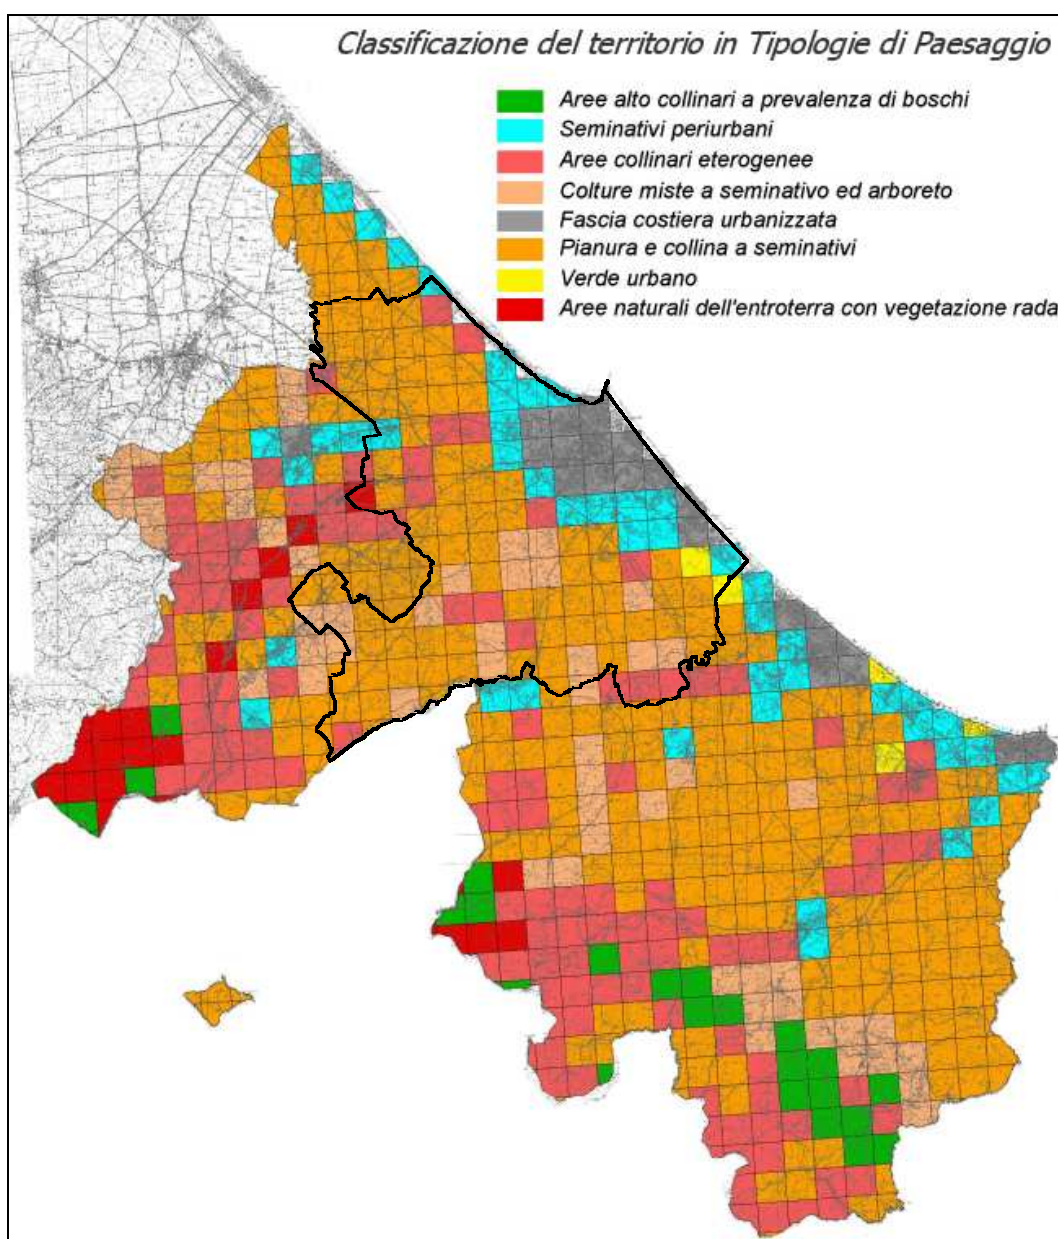 Classificazione del territorio in Tipologie di Paesaggio
Aree alto collinari a prevalenza di boschi
Seminativi periurbani
Aree collinari eterogenee
Colture miste a seminativo ed arboreto
Fascia costiera urbanizzata
Pianura e collina a seminativi
Verde urbano
Aree naturali dell'entroterra con vegetazione rada